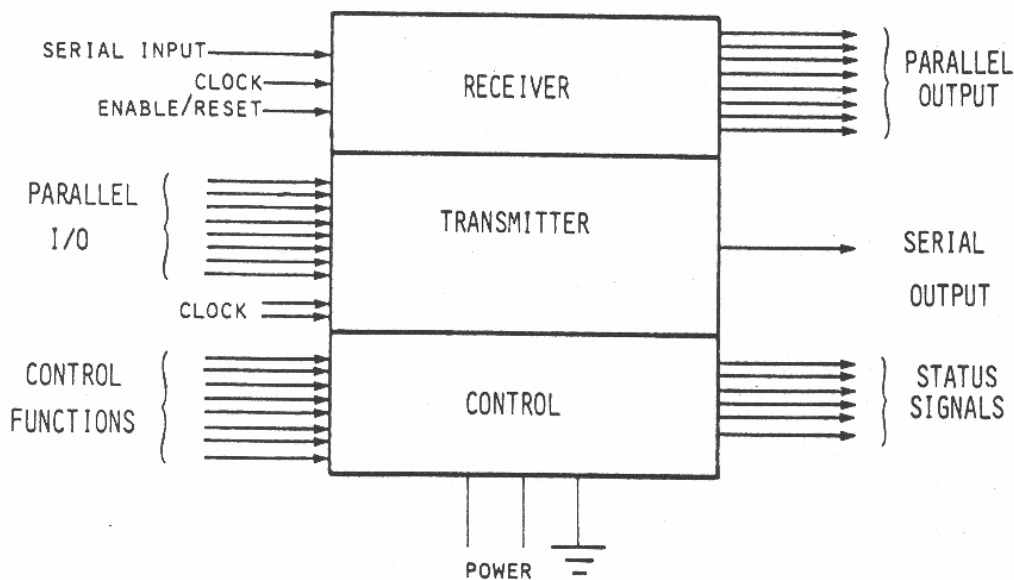 SERIAL INPUT
CLOCK
ENABLE/RESET
RECEIVER
PARALLEL
OUTPUT
PARALLEL
I/O
TRANSMITTER
SERIAL
OUTPUT
CLOCK
CONTROL
FUNCTIONS
CONTROL
STATUS
SIGNALS
POWER